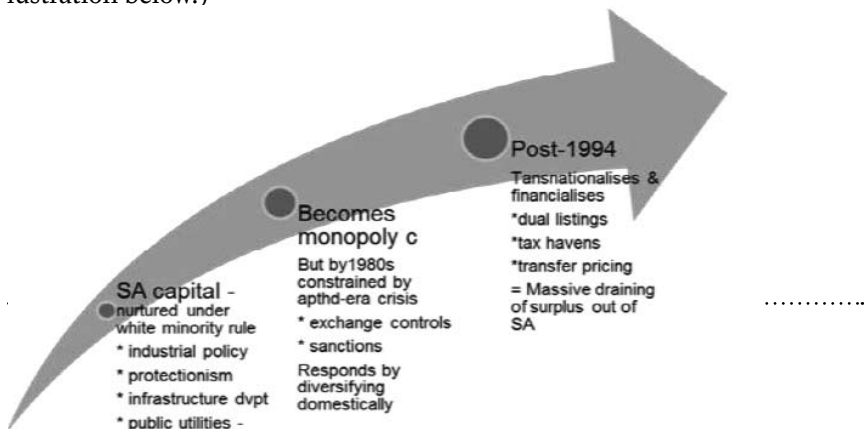 lustration below.)
SA capital -
nurtured under
white minority rule
* industrial policy
* protectionism
* infrastructure dvpt
* public utilities -
Becomes
monopoly c
But by1980s
constrained by
apthd-era crisis
* exchange controls
* sanctions
Responds by
diversifying
domestically
Post-1994
Tansnationalises &
financialises
*dual listings
*tax havens
*transfer pricing
= Massive draining
of surplus out of
SA